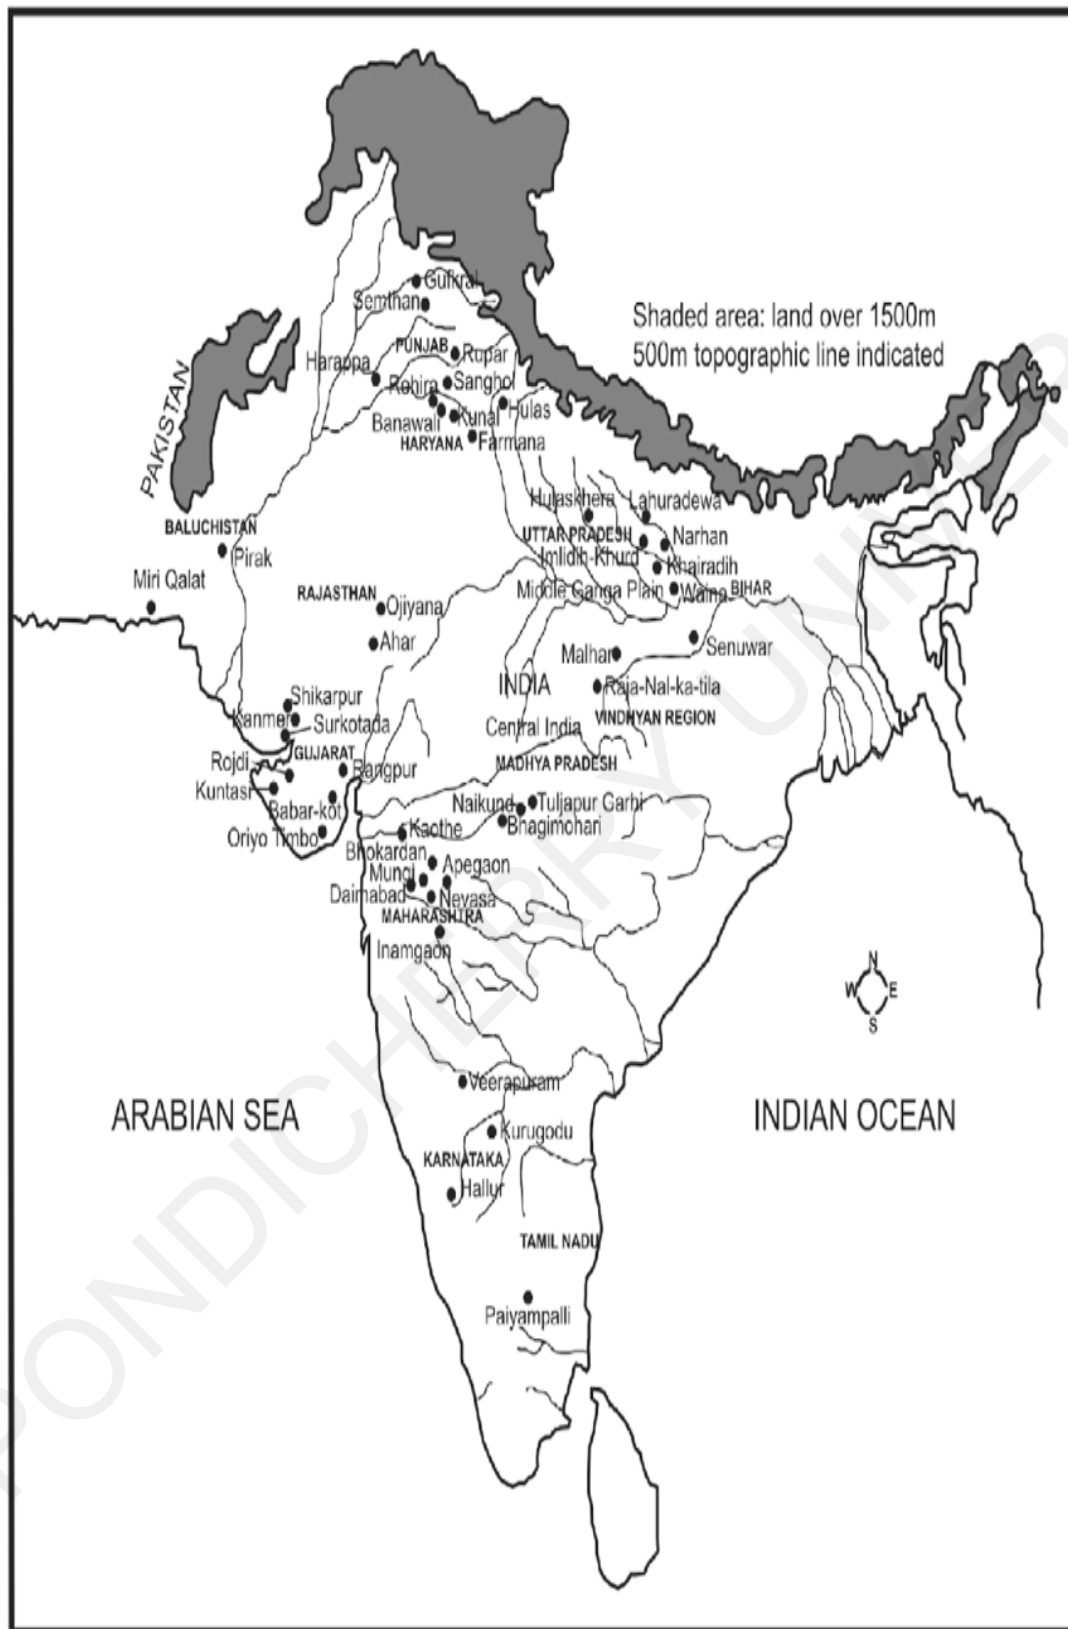 Shaded area: land over 1500m
500m topographic line indicated
Gufkral
Semthan
PUNJAB
Rupar
Harappa
Rohira
Sanghol
Banawali
Kunal
Hulas
HARYANA
Farmana
PAKISTAN
BALUCHISTAN
Pirak
Miri Qalat
Hulaskhera
Lahuradewa
UTTAR PRADESH
Narhan
Imlidih-Khurd
Khairadih
Middle Ganga Plain
Waina
BIHAR
RAJASTHAN
Ojiyana
Ahar
Malhar
Senuwar
INDIA
Raja-Nal-ka-tila
Central India
VINDHYAN REGION
MADHYA PRADESH
Shikarpur
Kanmer
Surkotada
GUJARAT
Rojdi
Rangpur
Kuntasi
Babar-kot
Oriyo Timbo
Naikund
Tuljapur Garhi
Bhagimohari
Kaothe
Bhokardan
Apegaon
Mungi
Daimabad
Nevasa
MAHARASHTRA
Inamgaon
N
W
E
S
ARABIAN SEA
INDIAN OCEAN
Veerapuram
Kurugodu
KARNATAKA
Hallur
TAMIL NADU
Paiyampalli
PONDICHERRY UNIVER